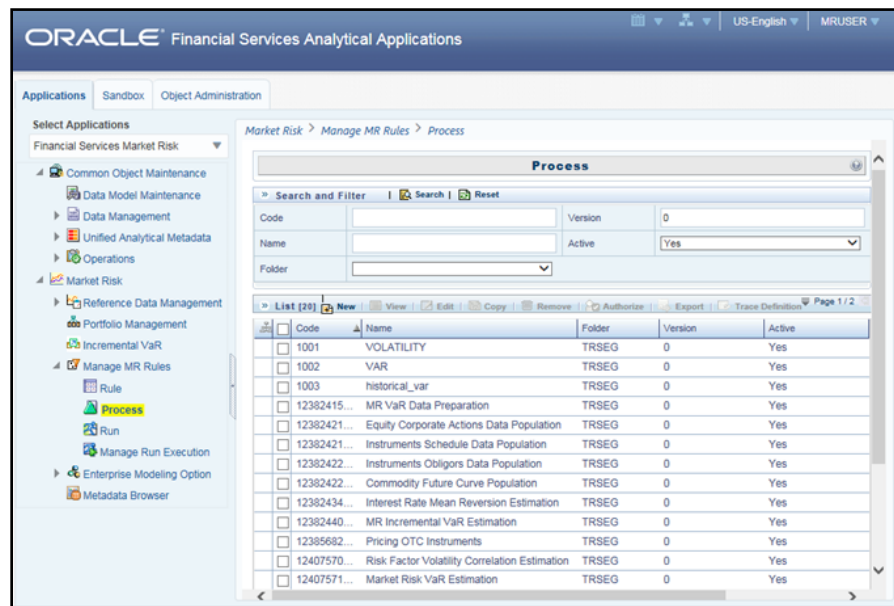 ORACLE Financial Services Analytical Applications
US-English MRUSER
Applications Sandbox Object Administration
Select Applications
Financial Services Market Risk
Common Object Maintenance
Data Model Maintenance
Data Management
Unified Analytical Metadata
Operations
Market Risk
Reference Data Management
Portfolio Management
Incremental VaR
Manage MR Rules
Rule
Process
Run
Manage Run Execution
Enterprise Modeling Option
Metadata Browser
Market Risk > Manage MR Rules > Process
Process
» Search and Filter | Search | Reset
Code Version 0
Name Active Yes
Folder
» List [20] New | View | Edit | Copy | Remove | Authorize | Export | Trace Definition Page 1 / 2
Code Name Folder Version Active
1001 VOLATILITY TRSEG 0 Yes
1002 VAR TRSEG 0 Yes
1003 historical_var TRSEG 0 Yes
12382415... MR VaR Data Preparation TRSEG 0 Yes
12382421... Equity Corporate Actions Data Population TRSEG 0 Yes
12382421... Instruments Schedule Data Population TRSEG 0 Yes
12382422... Instruments Obligors Data Population TRSEG 0 Yes
12382422... Commodity Future Curve Population TRSEG 0 Yes
12382434... Interest Rate Mean Reversion Estimation TRSEG 0 Yes
12382440... MR Incremental VaR Estimation TRSEG 0 Yes
12385682... Pricing OTC Instruments TRSEG 0 Yes
12407570... Risk Factor Volatility Correlation Estimation TRSEG 0 Yes
12407571... Market Risk VaR Estimation TRSEG 0 Yes